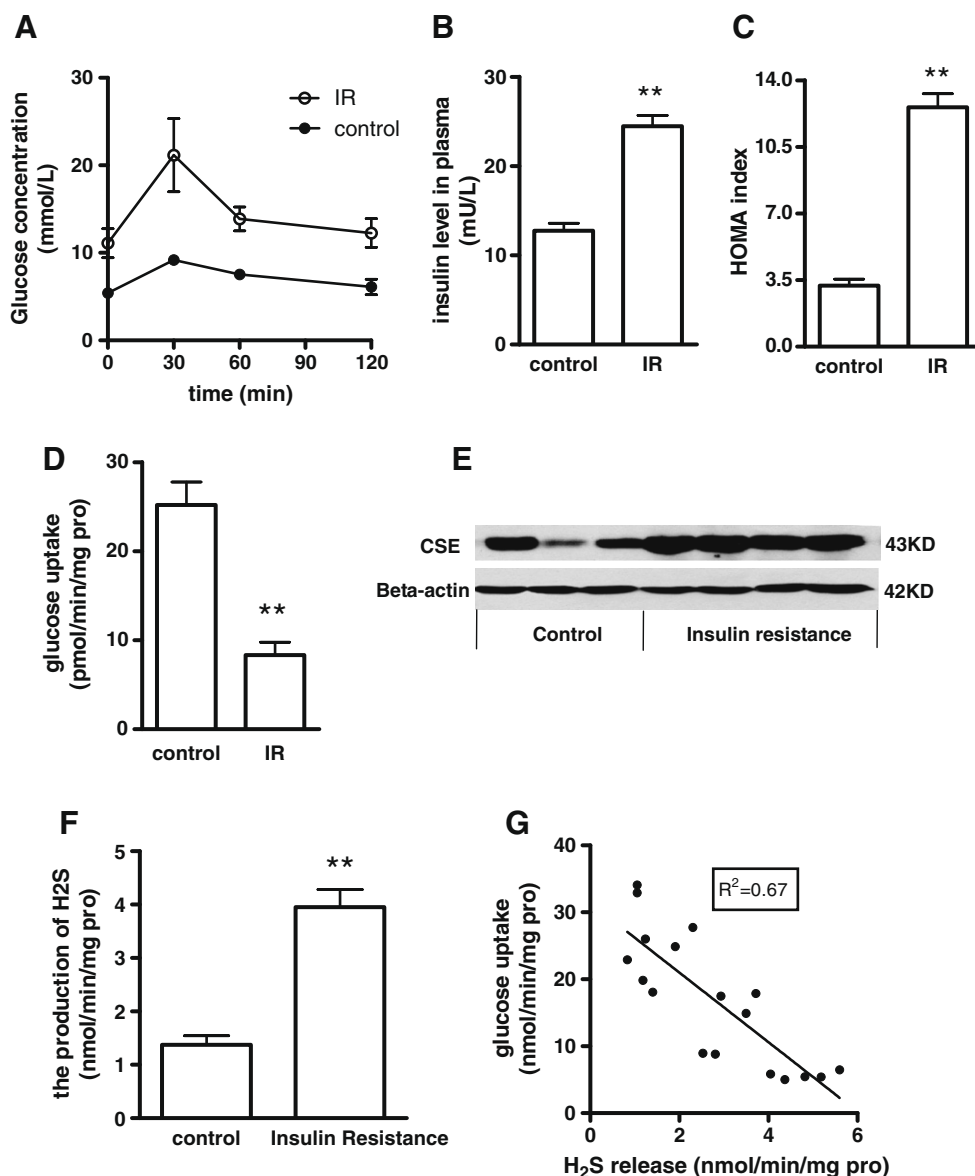 A
Glucose concentration
(mmol/L)
30
20
10
0
0 30 60 90 120
time (min)
IR
control
B
insulin level in plasma
(mU/L)
30
20
10
0
**
control IR
C
HOMA index
14.0
10.5
7.0
3.5
0.0
**
control IR
D
glucose uptake
(pmol/min/mg pro)
30
20
10
0
**
control IR
E
CSE 43KD
Beta-actin 42KD
Control Insulin resistance
F
the production of H2S
(nmol/min/mg pro)
5
4
3
2
1
0
**
control Insulin Resistance
G
glucose uptake
(nmol/min/mg pro)
40
30
20
10
0
R²=0.67
0 2 4 6
H₂S release (nmol/min/mg pro)